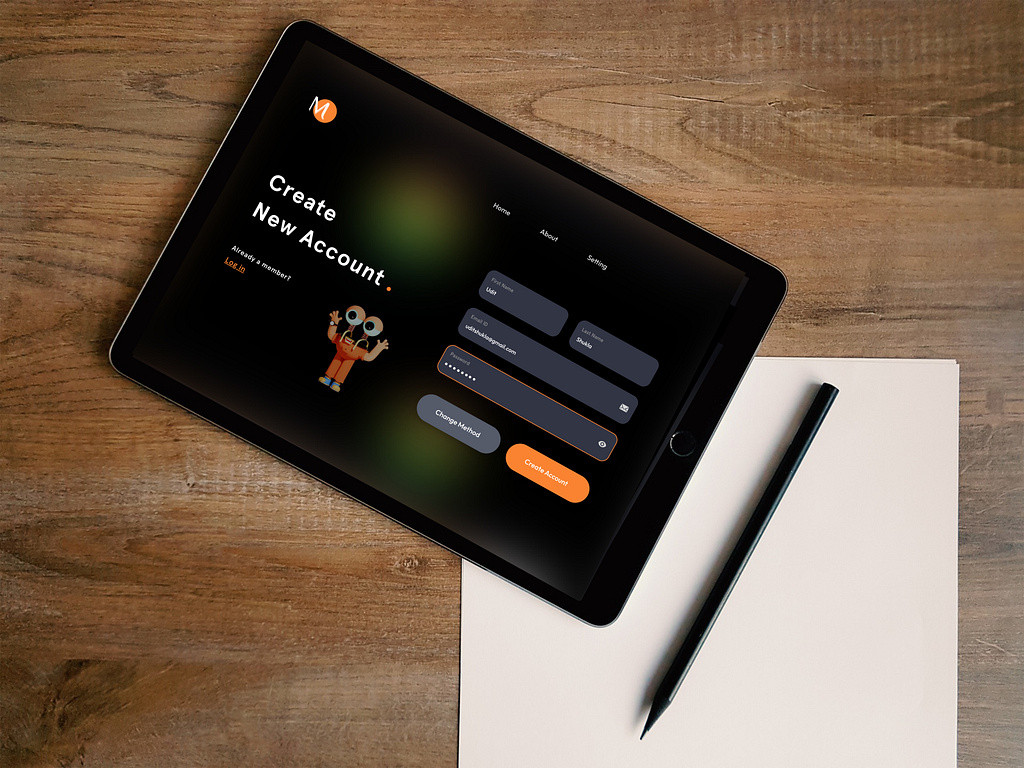 M
Home
About
Setting
Create
New Account.
Already a member?
Log in
First Name
Udit
Last Name
Shukla
Email ID
uditshukla@gmail.com
Password
Change Method
Create Account